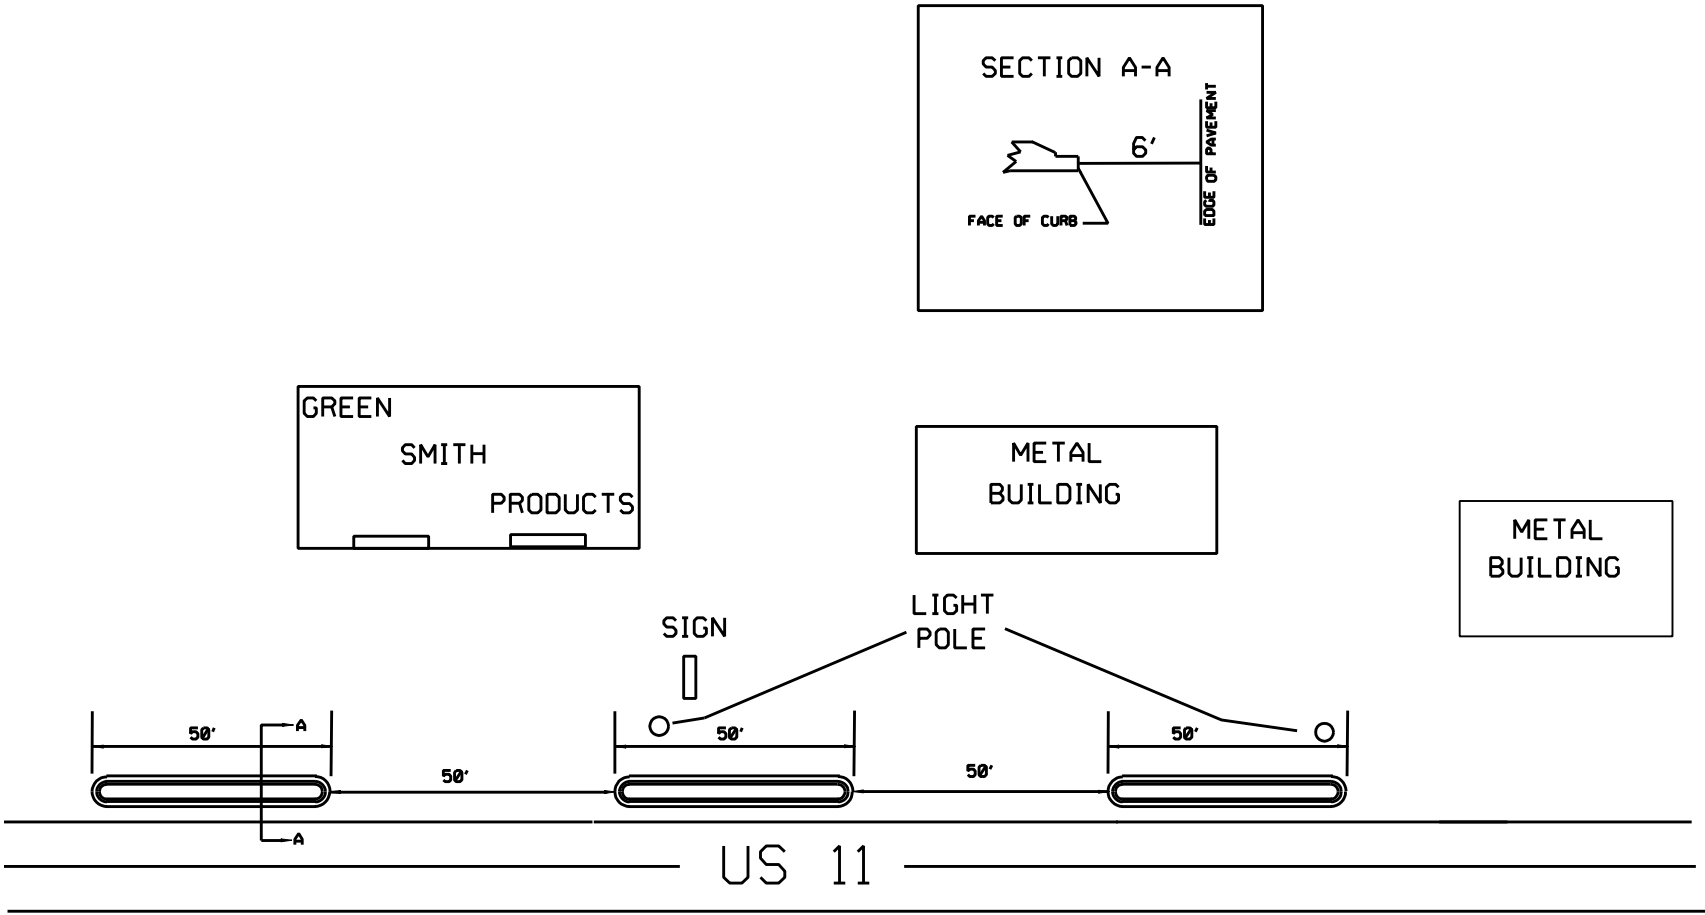 SECTION A-A
6'
EDGE OF PAVEMENT
FACE OF CURB
GREEN
SMITH
PRODUCTS
METAL
BUILDING
METAL
BUILDING
SIGN
LIGHT
POLE
50'
A
50'
50'
50'
50'
A
US 11